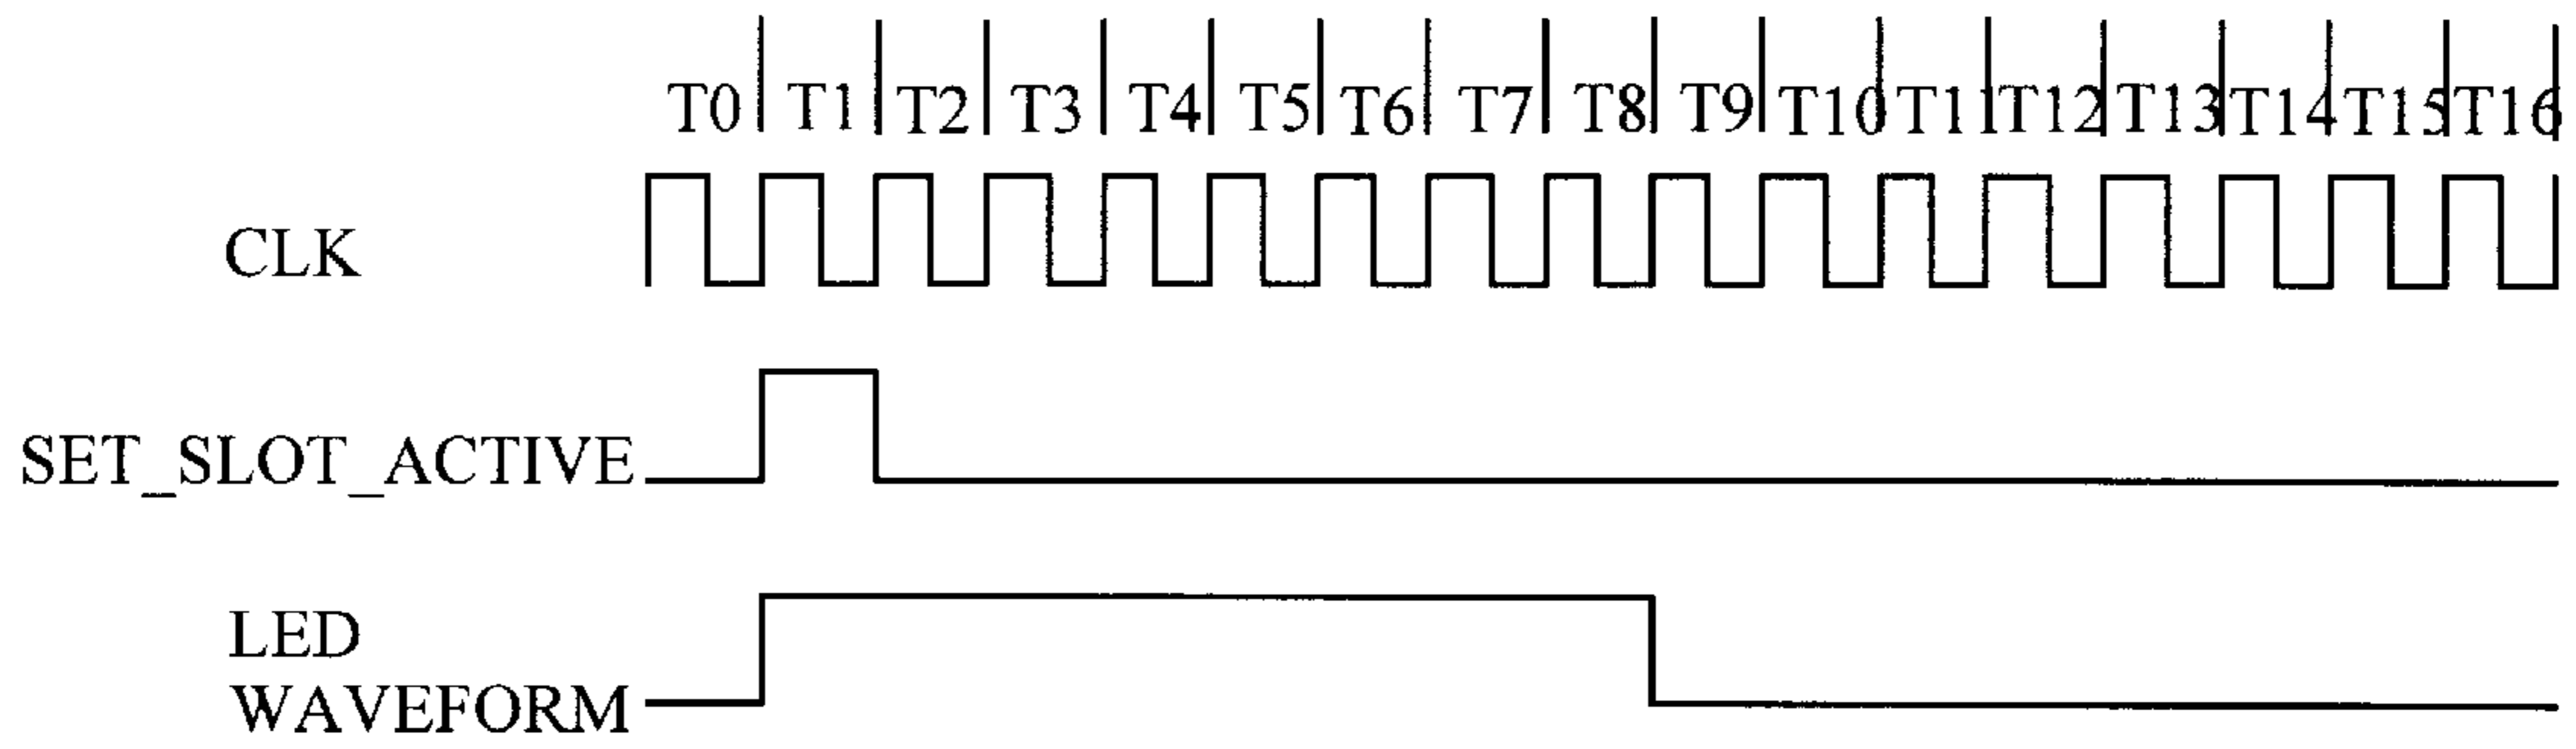 T0 T1 T2 T3 T4 T5 T6 T7 T8 T9 T10 T11 T12 T13 T14 T15 T16
CLK
SET_SLOT_ACTIVE
LED
WAVEFORM